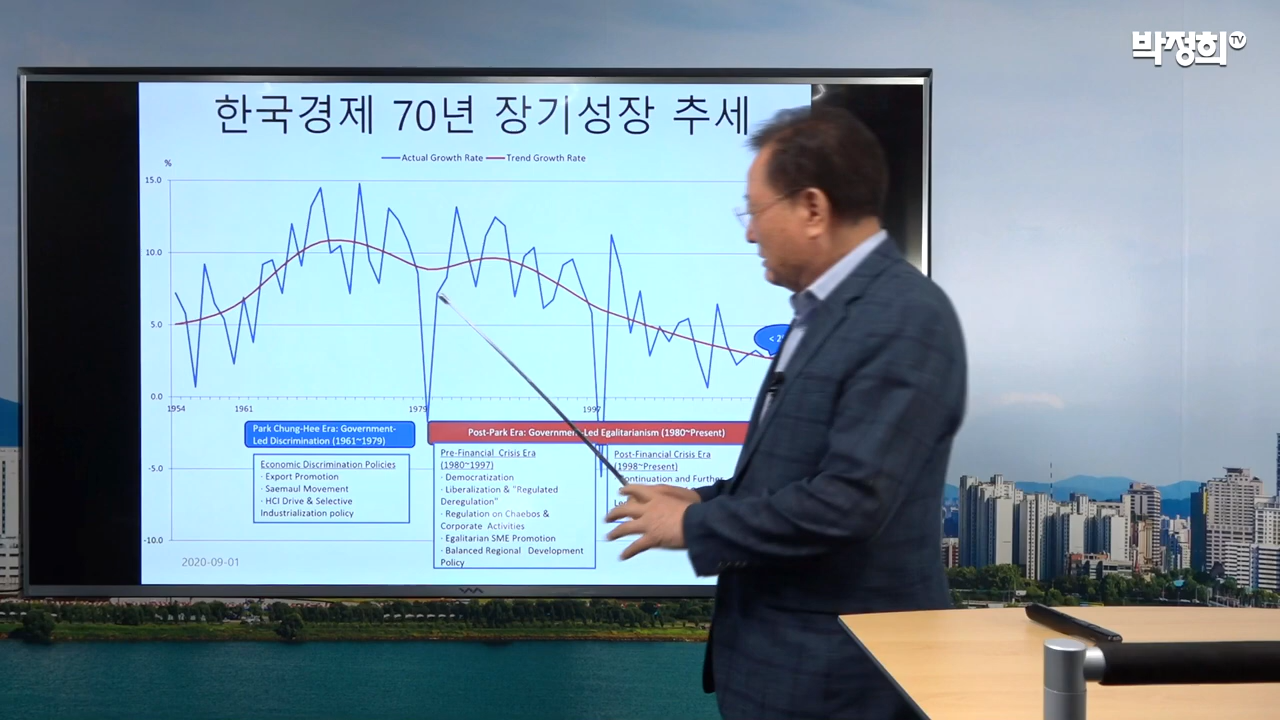 박정희TV
한국경제 70년 장기성장 추세
Actual Growth Rate Trend Growth Rate
%
15.0
10.0
5.0
0.0
-5.0
-10.0
1954 1961 1979 1997
< 2
Park Chung-Hee Era: Government-
Led Discrimination (1961~1979)
Economic Discrimination Policies
· Export Promotion
· Saemaul Movement
· HCI Drive & Selective
Industrialization policy
Post-Park Era: Government-Led Egalitarianism (1980~Present)
Pre-Financial Crisis Era
(1980~1997)
· Democratization
· Liberalization & "Regulated
Deregulation"
· Regulation on Chaebos &
Corporate Activities
· Egalitarian SME Promotion
· Balanced Regional Development
Policy
Post-Financial Crisis Era
(1998~Present)
Continuation and Further
2020-09-01